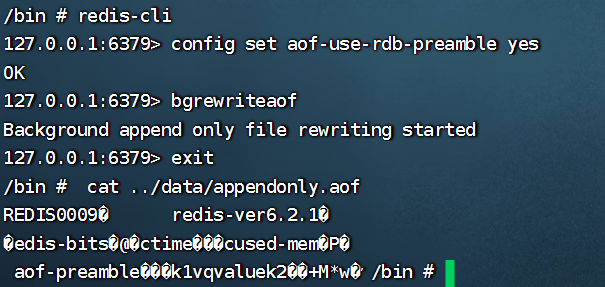 /bin # redis-cli
127.0.0.1:6379> config set aof-use-rdb-preamble yes
OK
127.0.0.1:6379> bgrewriteaof
Background append only file rewriting started
127.0.0.1:6379> exit
/bin #  cat ../data/appendonly.aof
REDIS0009�      redis-ver6.2.1�
�edis-bits�@�ctime���cused-mem�P�
 aof-preamble���k1vqvaluek2��+M*w� /bin #